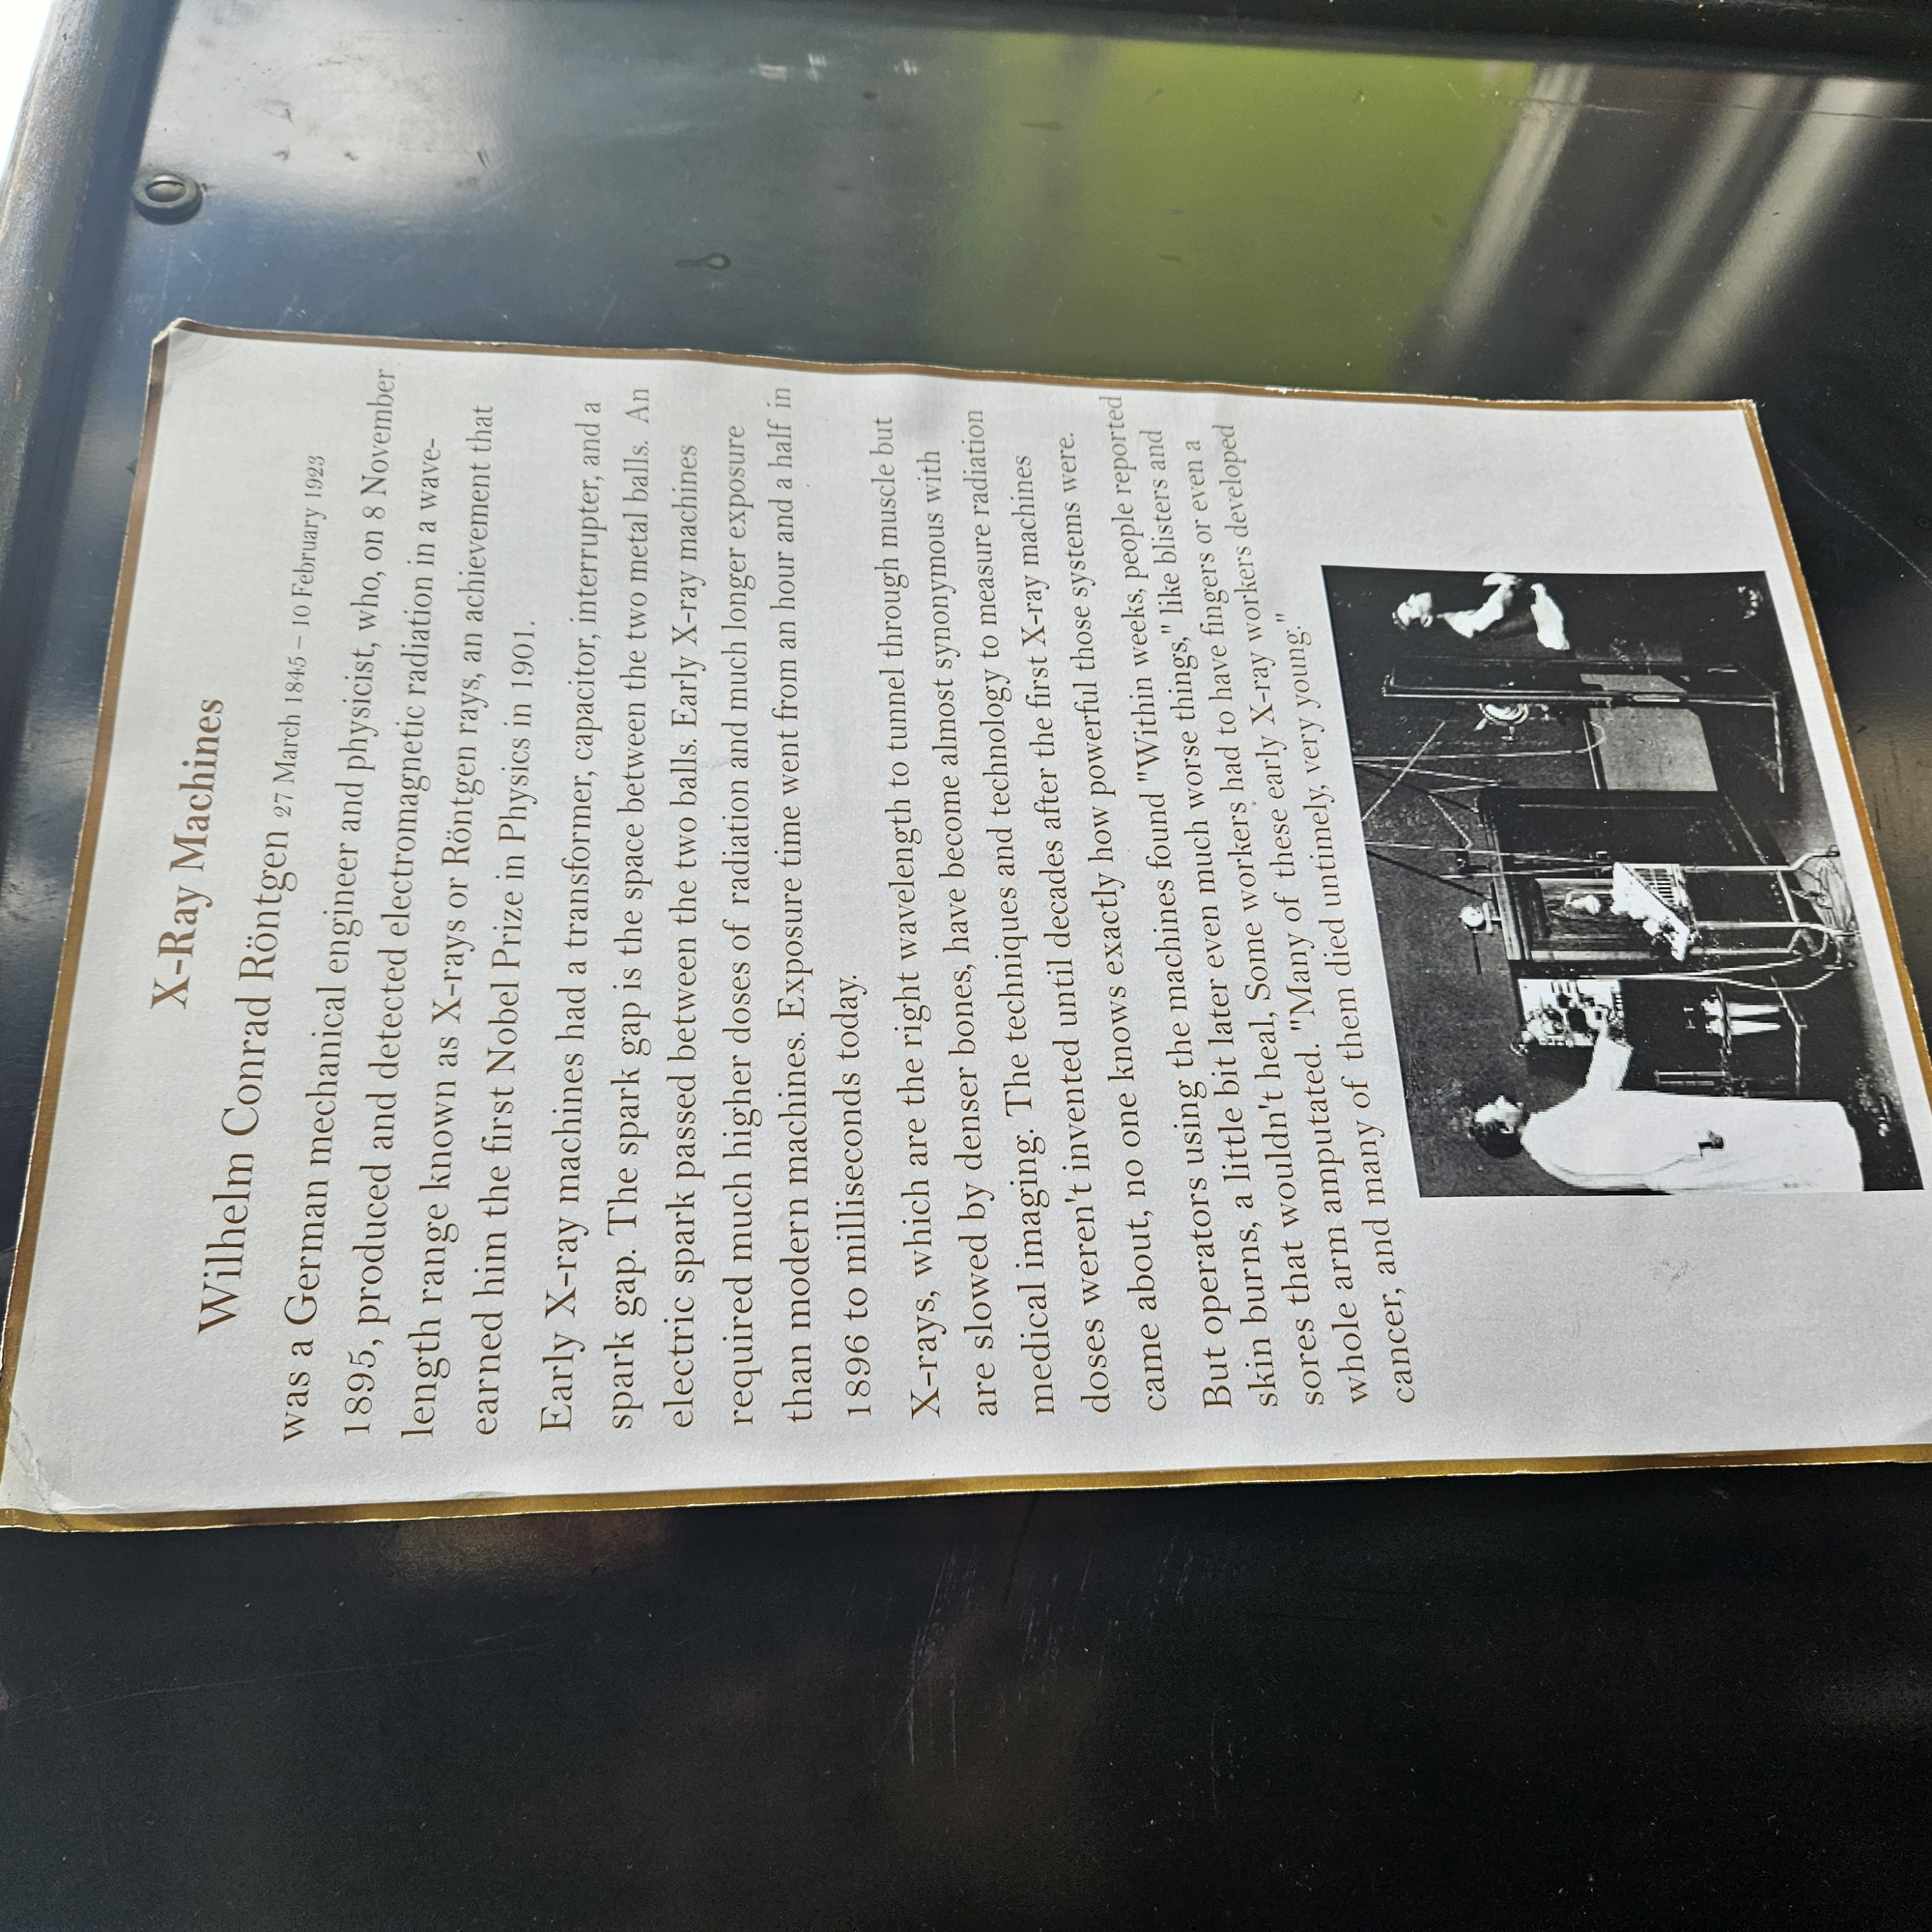 X-Ray Machines
Wilhelm Conrad Röntgen 27 March 1845 – 10 February 1923
was a German mechanical engineer and physicist, who, on 8 November
1895, produced and detected electromagnetic radiation in a wave-
length range known as X-rays or Röntgen rays, an achievement that
earned him the first Nobel Prize in Physics in 1901.
Early X-ray machines had a transformer, capacitor, interrupter, and a
spark gap. The spark gap is the space between the two metal balls. An
electric spark passed between the two balls. Early X-ray machines
required much higher doses of radiation and much longer exposure
than modern machines. Exposure time went from an hour and a half in
1896 to milliseconds today.
X-rays, which are the right wavelength to tunnel through muscle but
are slowed by denser bones, have become almost synonymous with
medical imaging. The techniques and technology to measure radiation
doses weren't invented until decades after the first X-ray machines
came about, no one knows exactly how powerful those systems were.
But operators using the machines found "Within weeks, people reported
skin burns, a little bit later even much worse things," like blisters and
sores that wouldn't heal, Some workers had to have fingers or even a
whole arm amputated. "Many of these early X-ray workers developed
cancer, and many of them died untimely, very young."